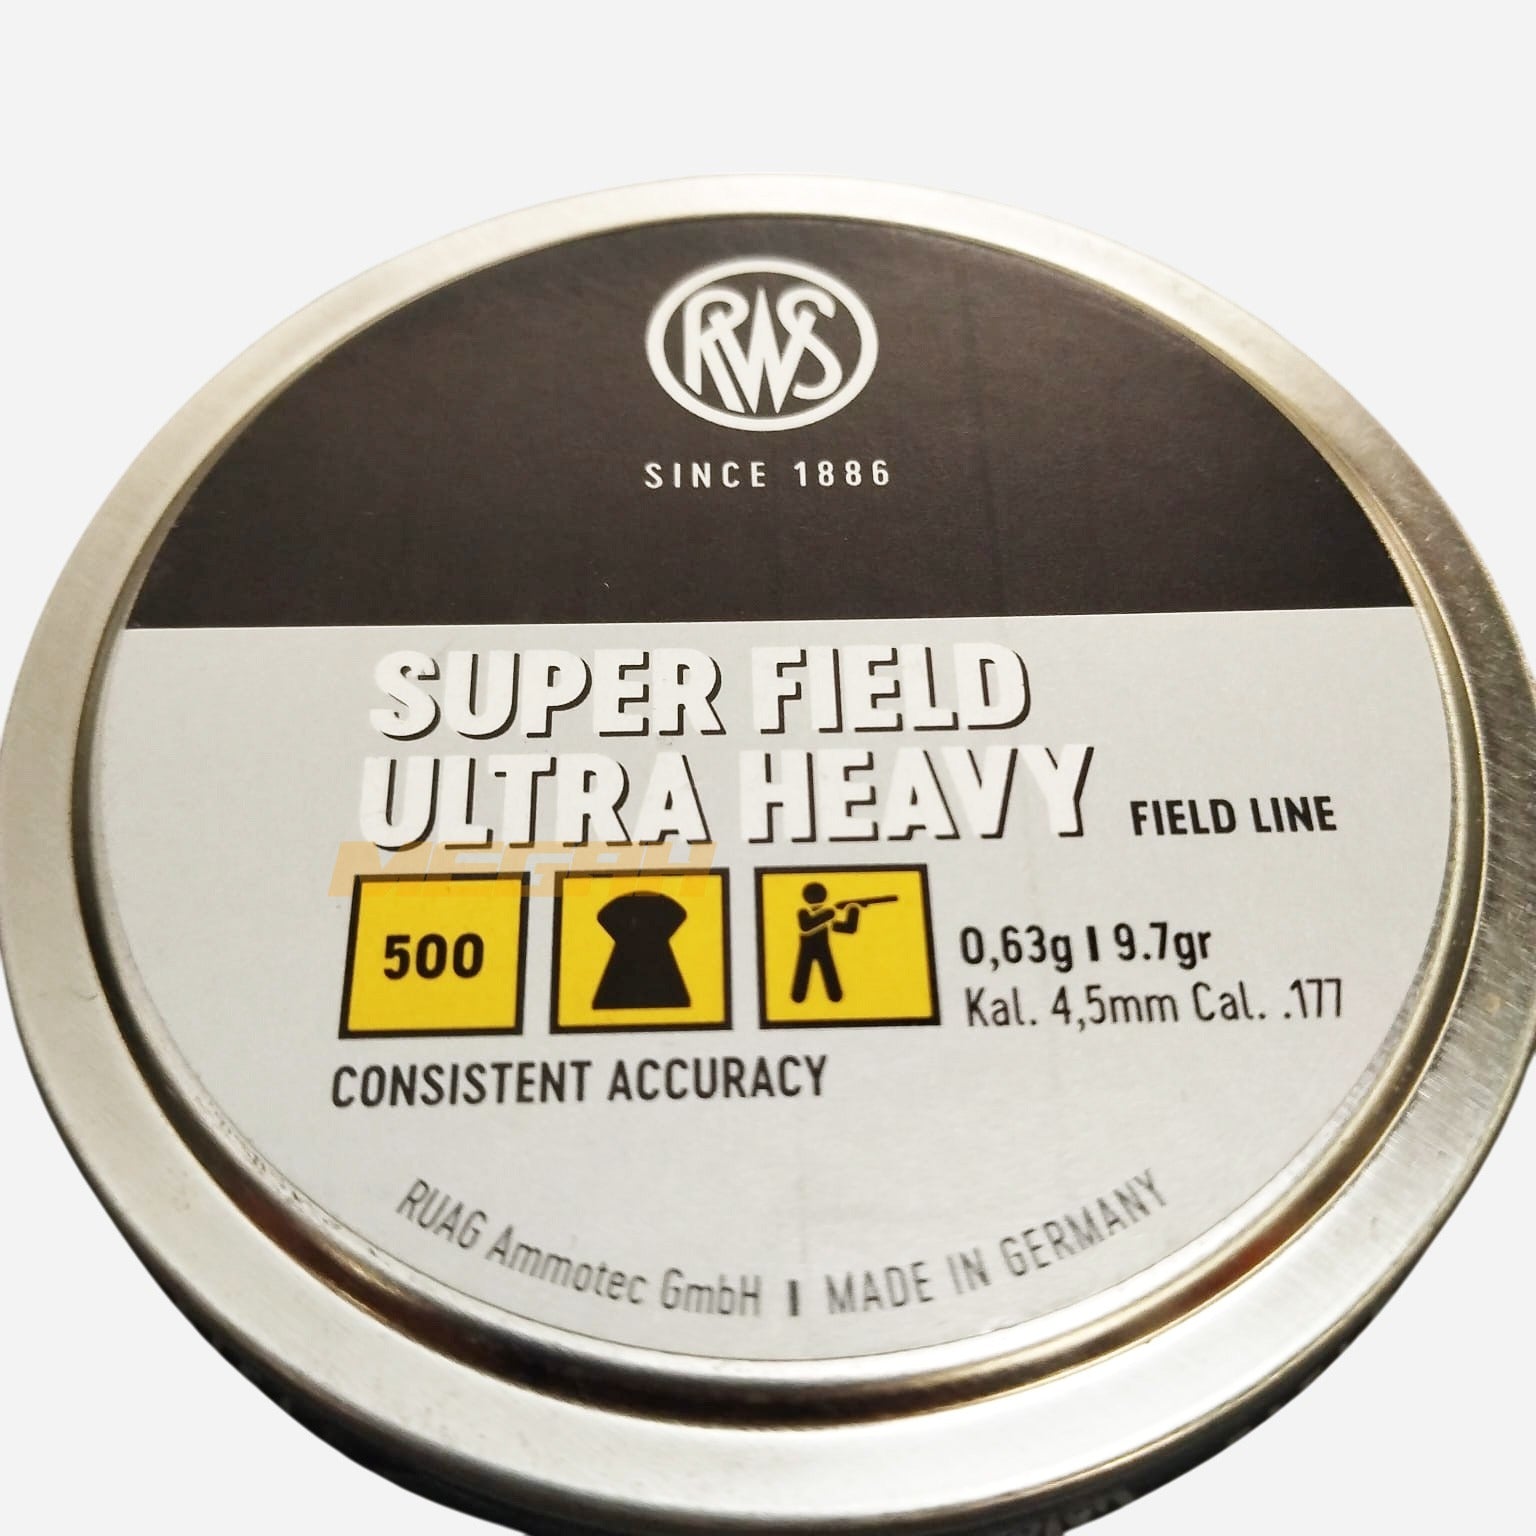 RWS
SINCE 1886
SUPER FIELD
ULTRA HEAVY FIELD LINE
MEGAH
500
0,63g I 9.7gr
Kal. 4,5mm Cal. .177
CONSISTENT ACCURACY
RUAG Ammotec GmbH I MADE IN GERMANY